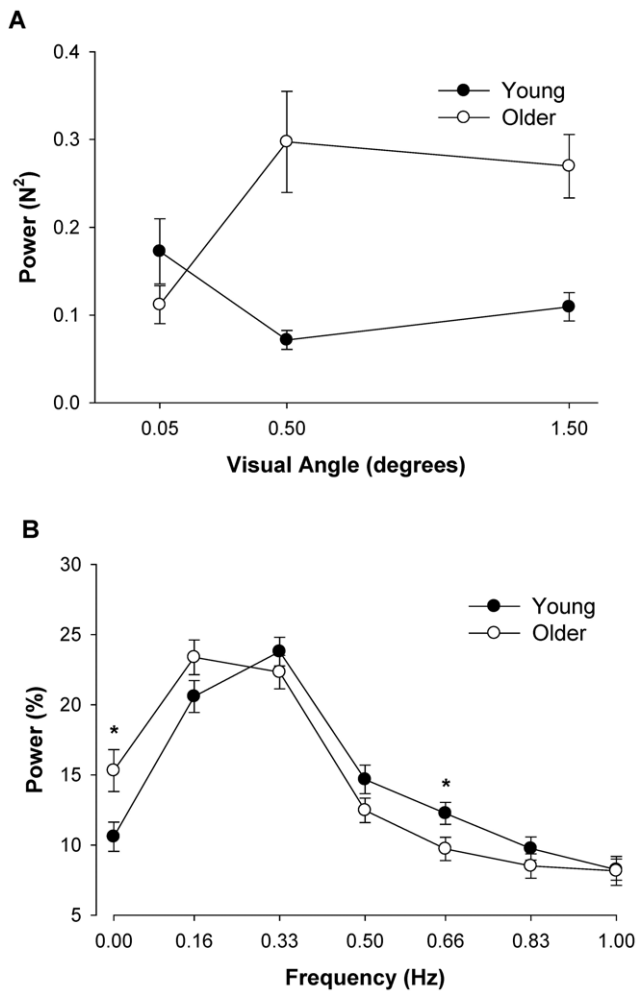 A
0.4
Young
Older
0.3
Power (N²)
0.2
0.1
0.0
0.05 0.50 1.50
Visual Angle (degrees)
B
30
Young
Older
25
20
Power (%)
* *
15
10
5
0.00 0.16 0.33 0.50 0.66 0.83 1.00
Frequency (Hz)